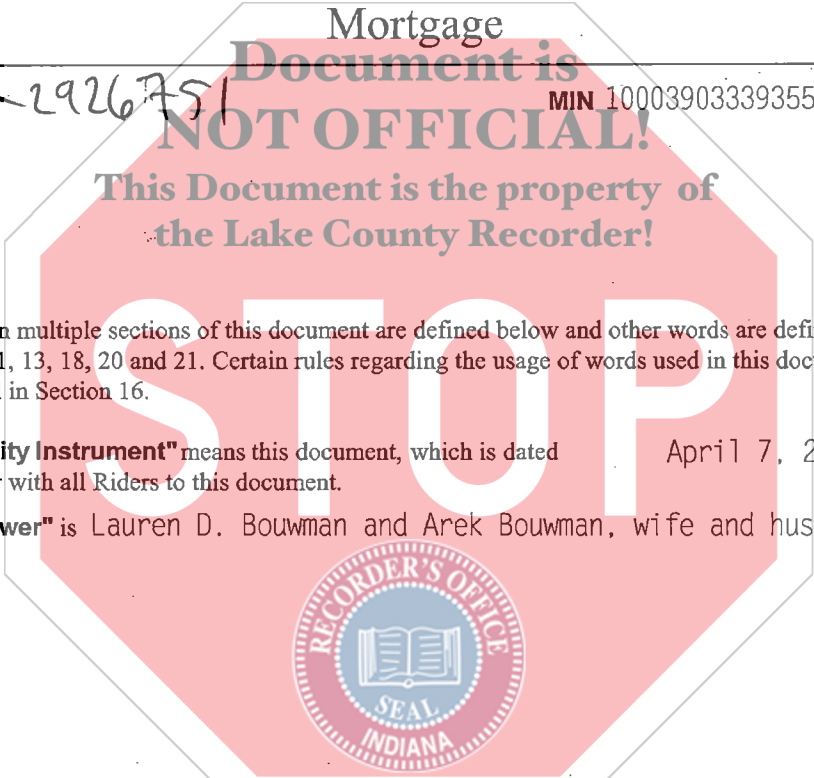 Mortgage
Document is
-2926751
MIN 10003903339355
NOT OFFICIAL!
This Document is the property of
the Lake County Recorder!
n multiple sections of this document are defined below and other words are defi
1, 13, 18, 20 and 21. Certain rules regarding the usage of words used in this doc
in Section 16.
ity Instrument" means this document, which is dated April 7, 2
with all Riders to this document.
wer" is Lauren D. Bouwman and Arek Bouwman, wife and hus
STOP
RECORDER'S OFFICE
SEAL
INDIANA